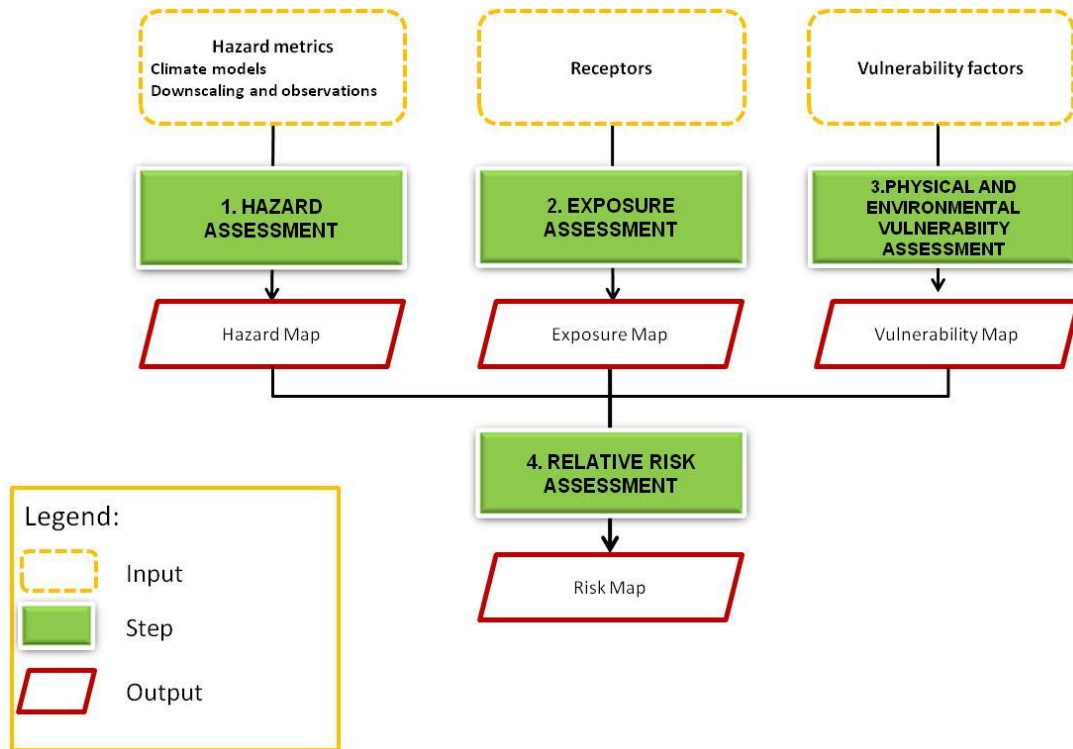 Hazard metrics
Climate models
Downscaling and observations
Receptors
Vulnerability factors
1. HAZARD
ASSESSMENT
2. EXPOSURE
ASSESSMENT
3.PHYSICAL AND
ENVIRONMENTAL
VULNERABIITY
ASSESSMENT
Hazard Map
Exposure Map
Vulnerability Map
4. RELATIVE RISK
ASSESSMENT
Risk Map
Legend:
Input
Step
Output